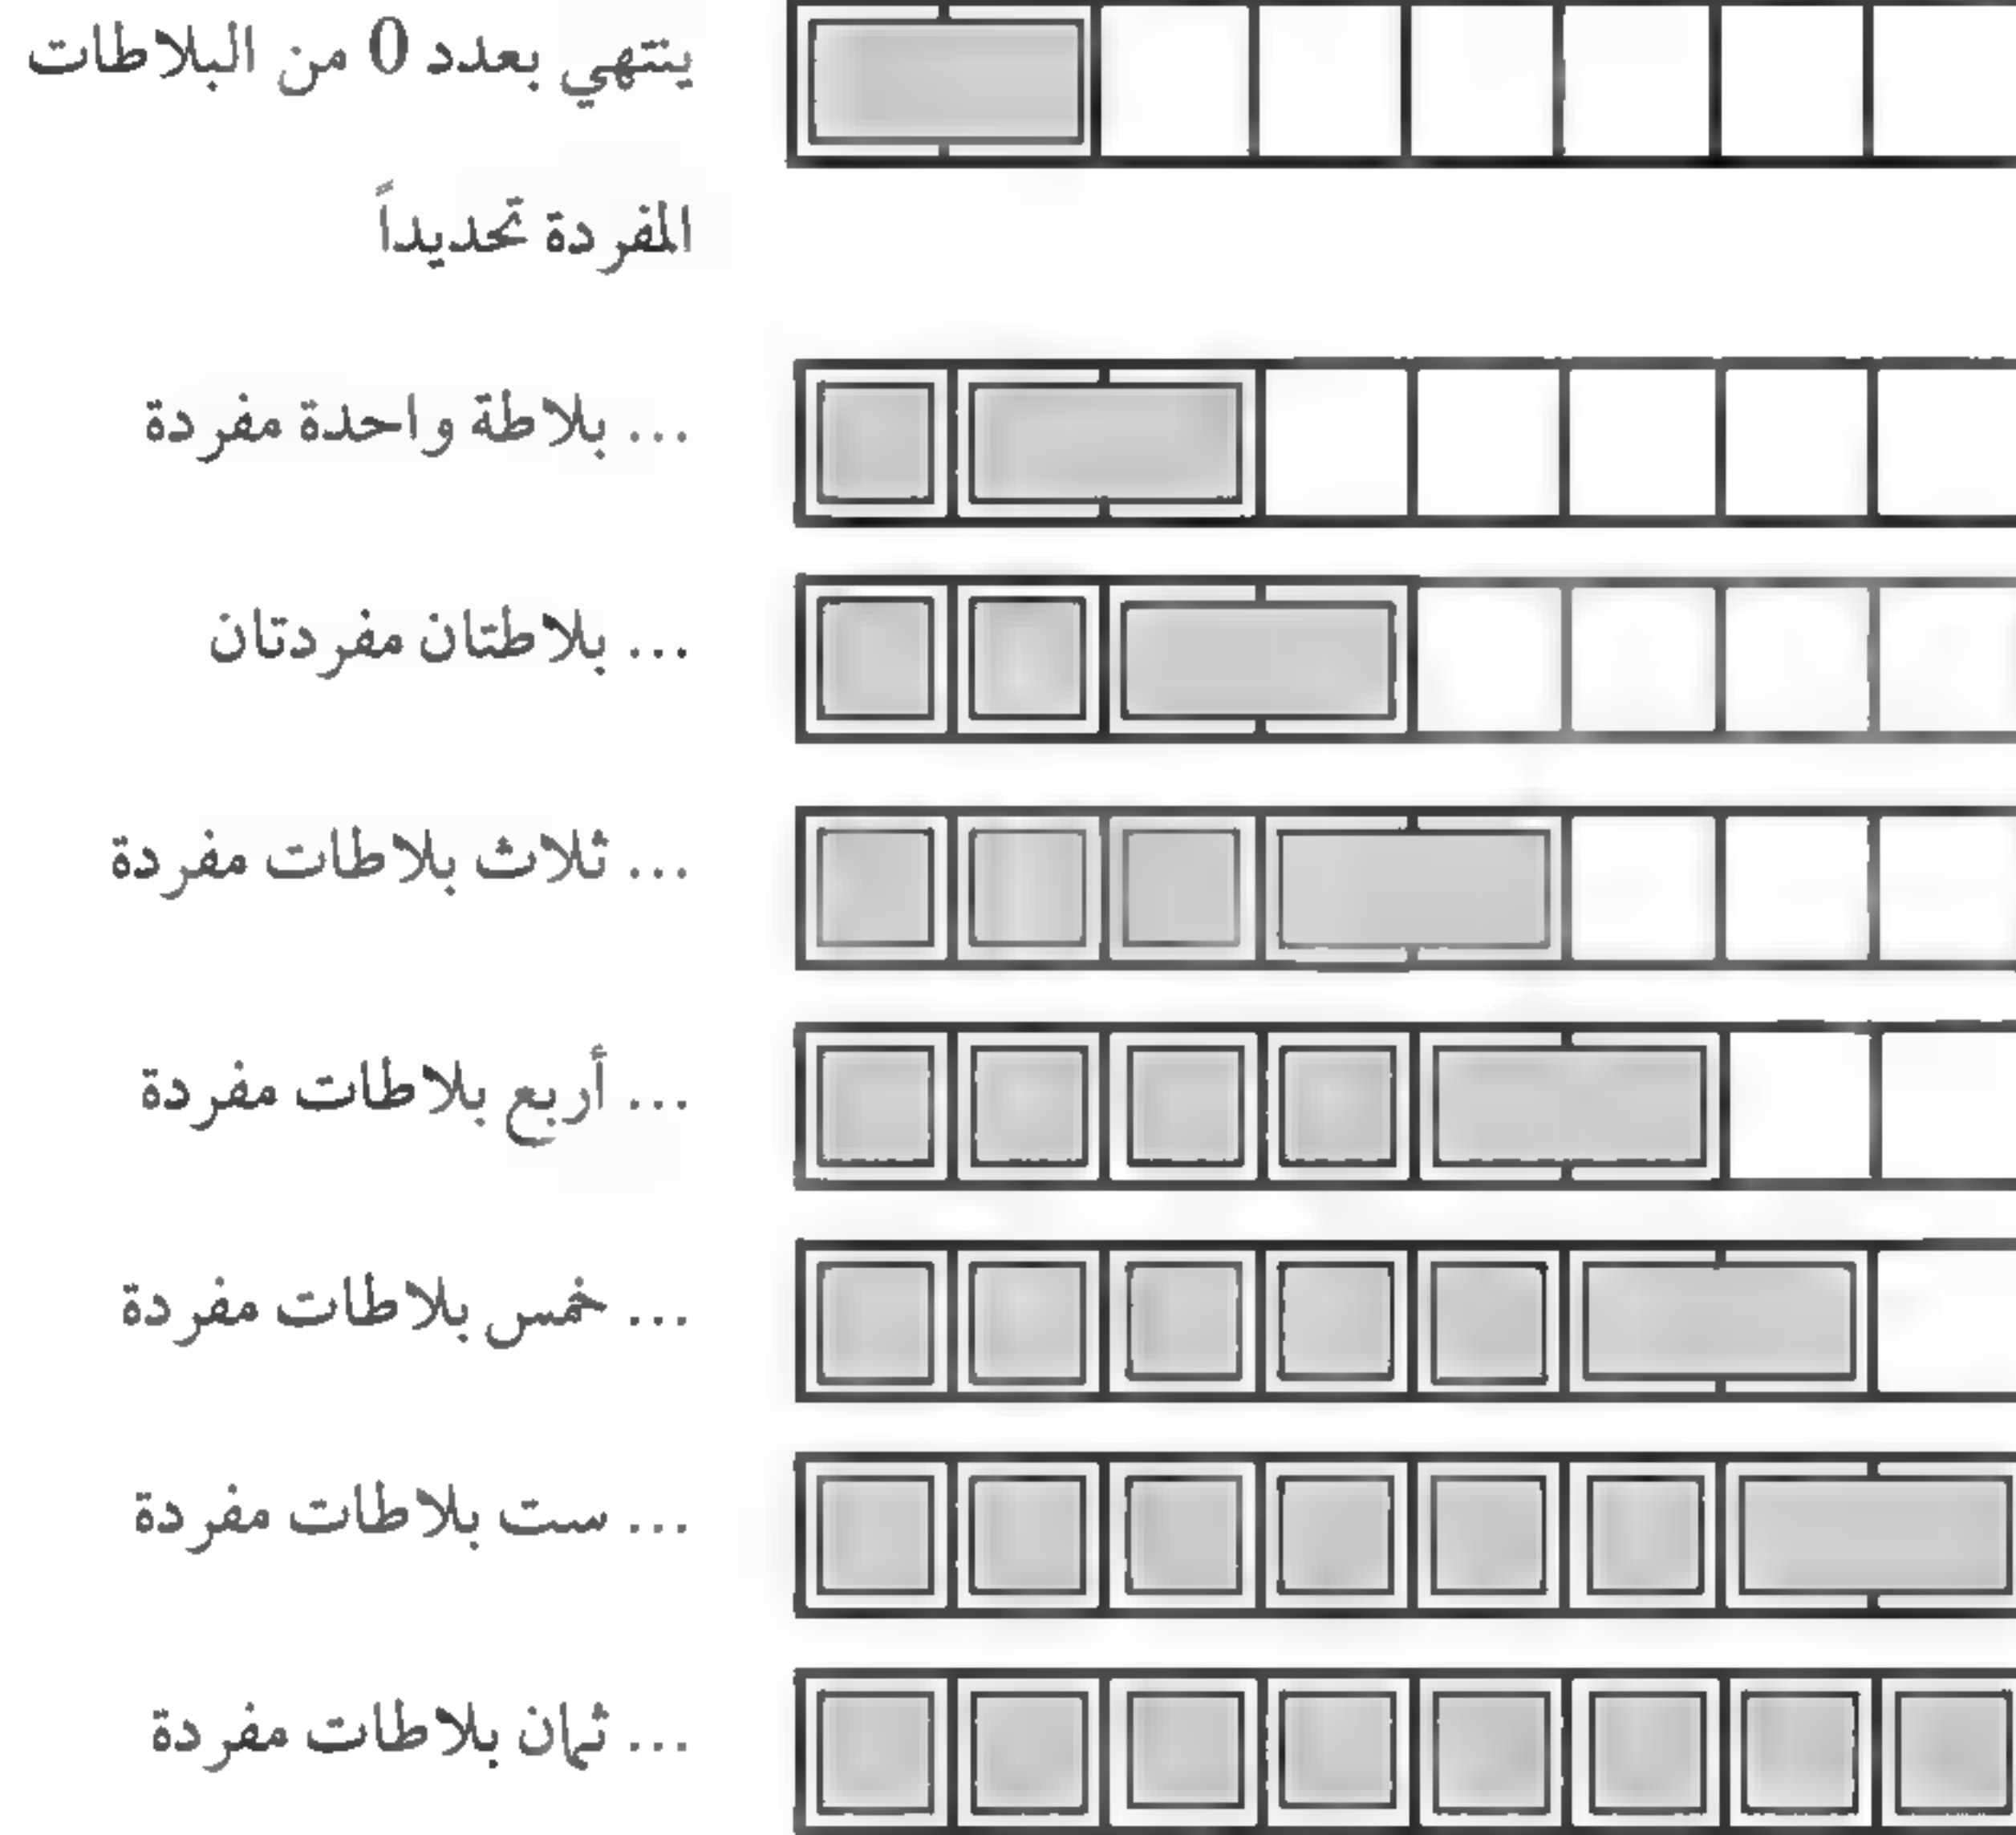 ينتهي بعدد 0 من البلاطات
المفردة تحديداً
... بلاطة واحدة مفردة
... بلاطتان مفردتان
... ثلاث بلاطات مفردة
... أربع بلاطات مفردة
... خمس بلاطات مفردة
... ست بلاطات مفردة
... ثمان بلاطات مفردة